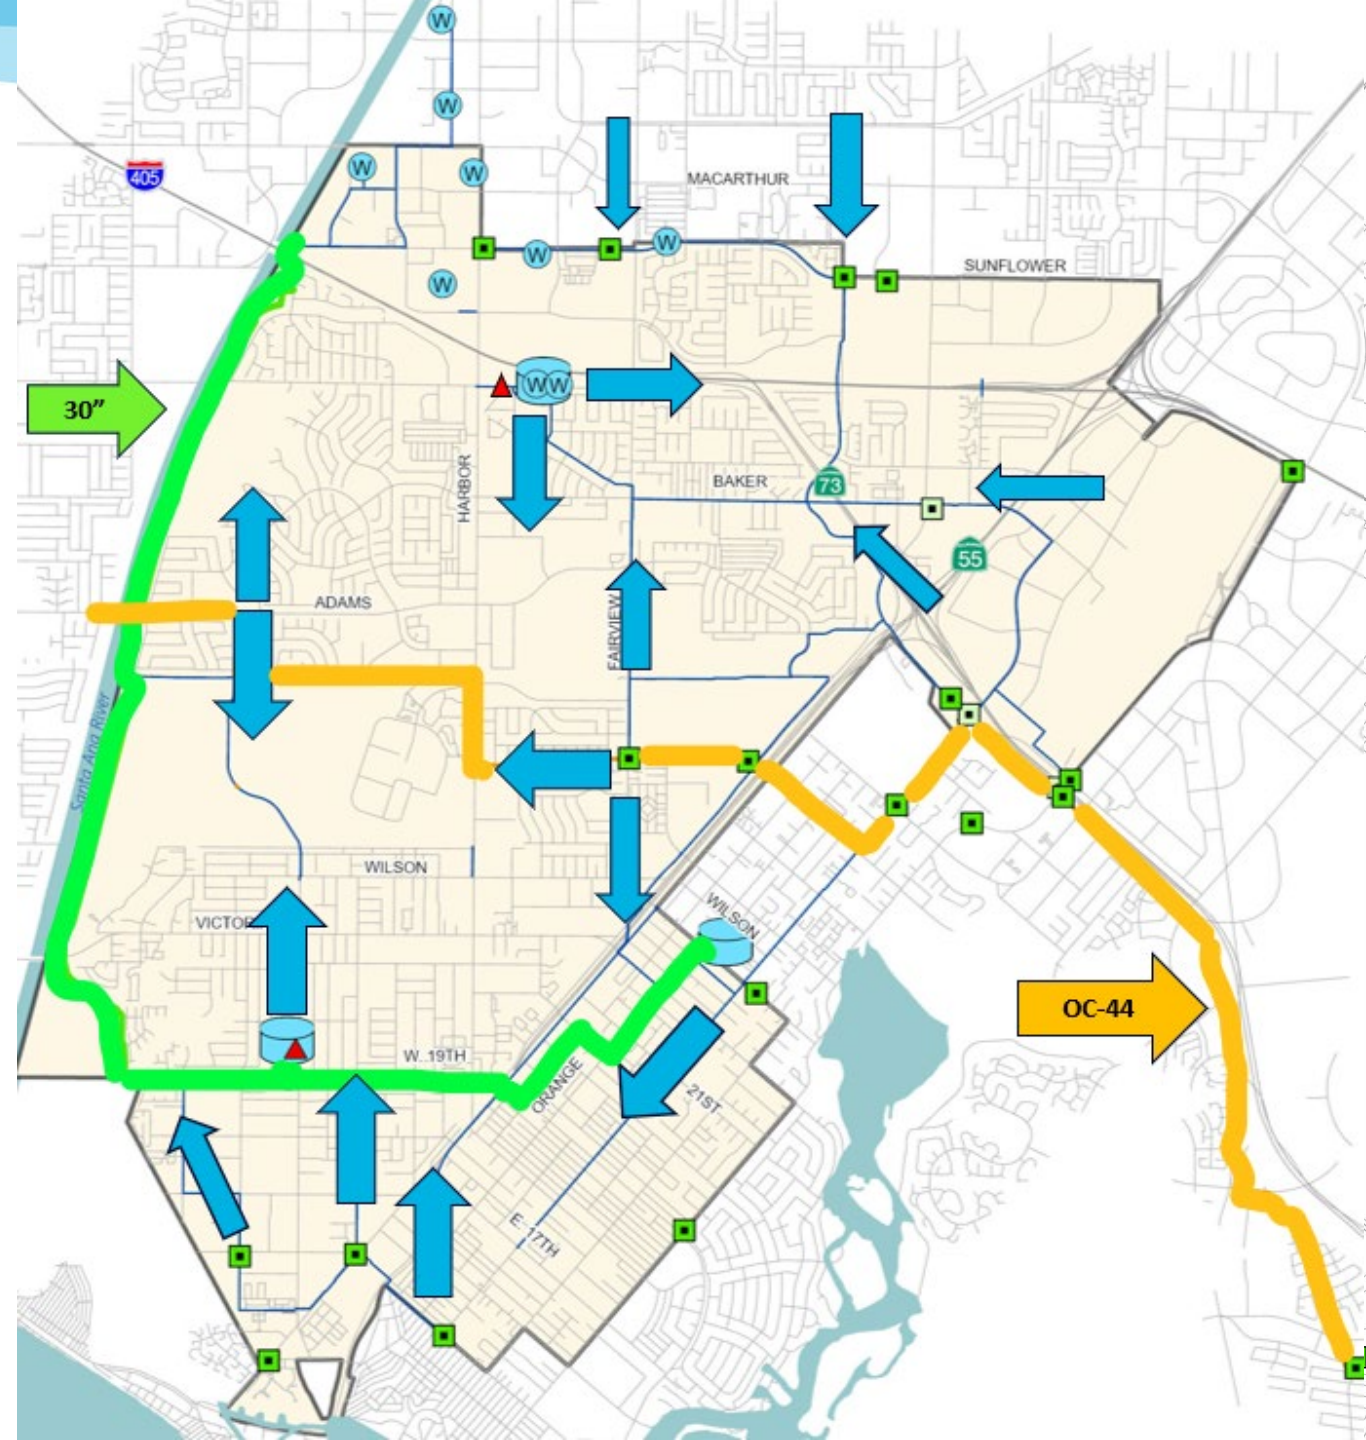 W
W
W
W
405
MACARTHUR
W
W
SUNFLOWER
W
WW
30”
HARBOR
BAKER
73
55
ADAMS
FAIRVIEW
Santa Ana River
WILSON
WILSON
VICTOR
OC-44
W. 19TH
ORANGE
21ST
E. 17TH